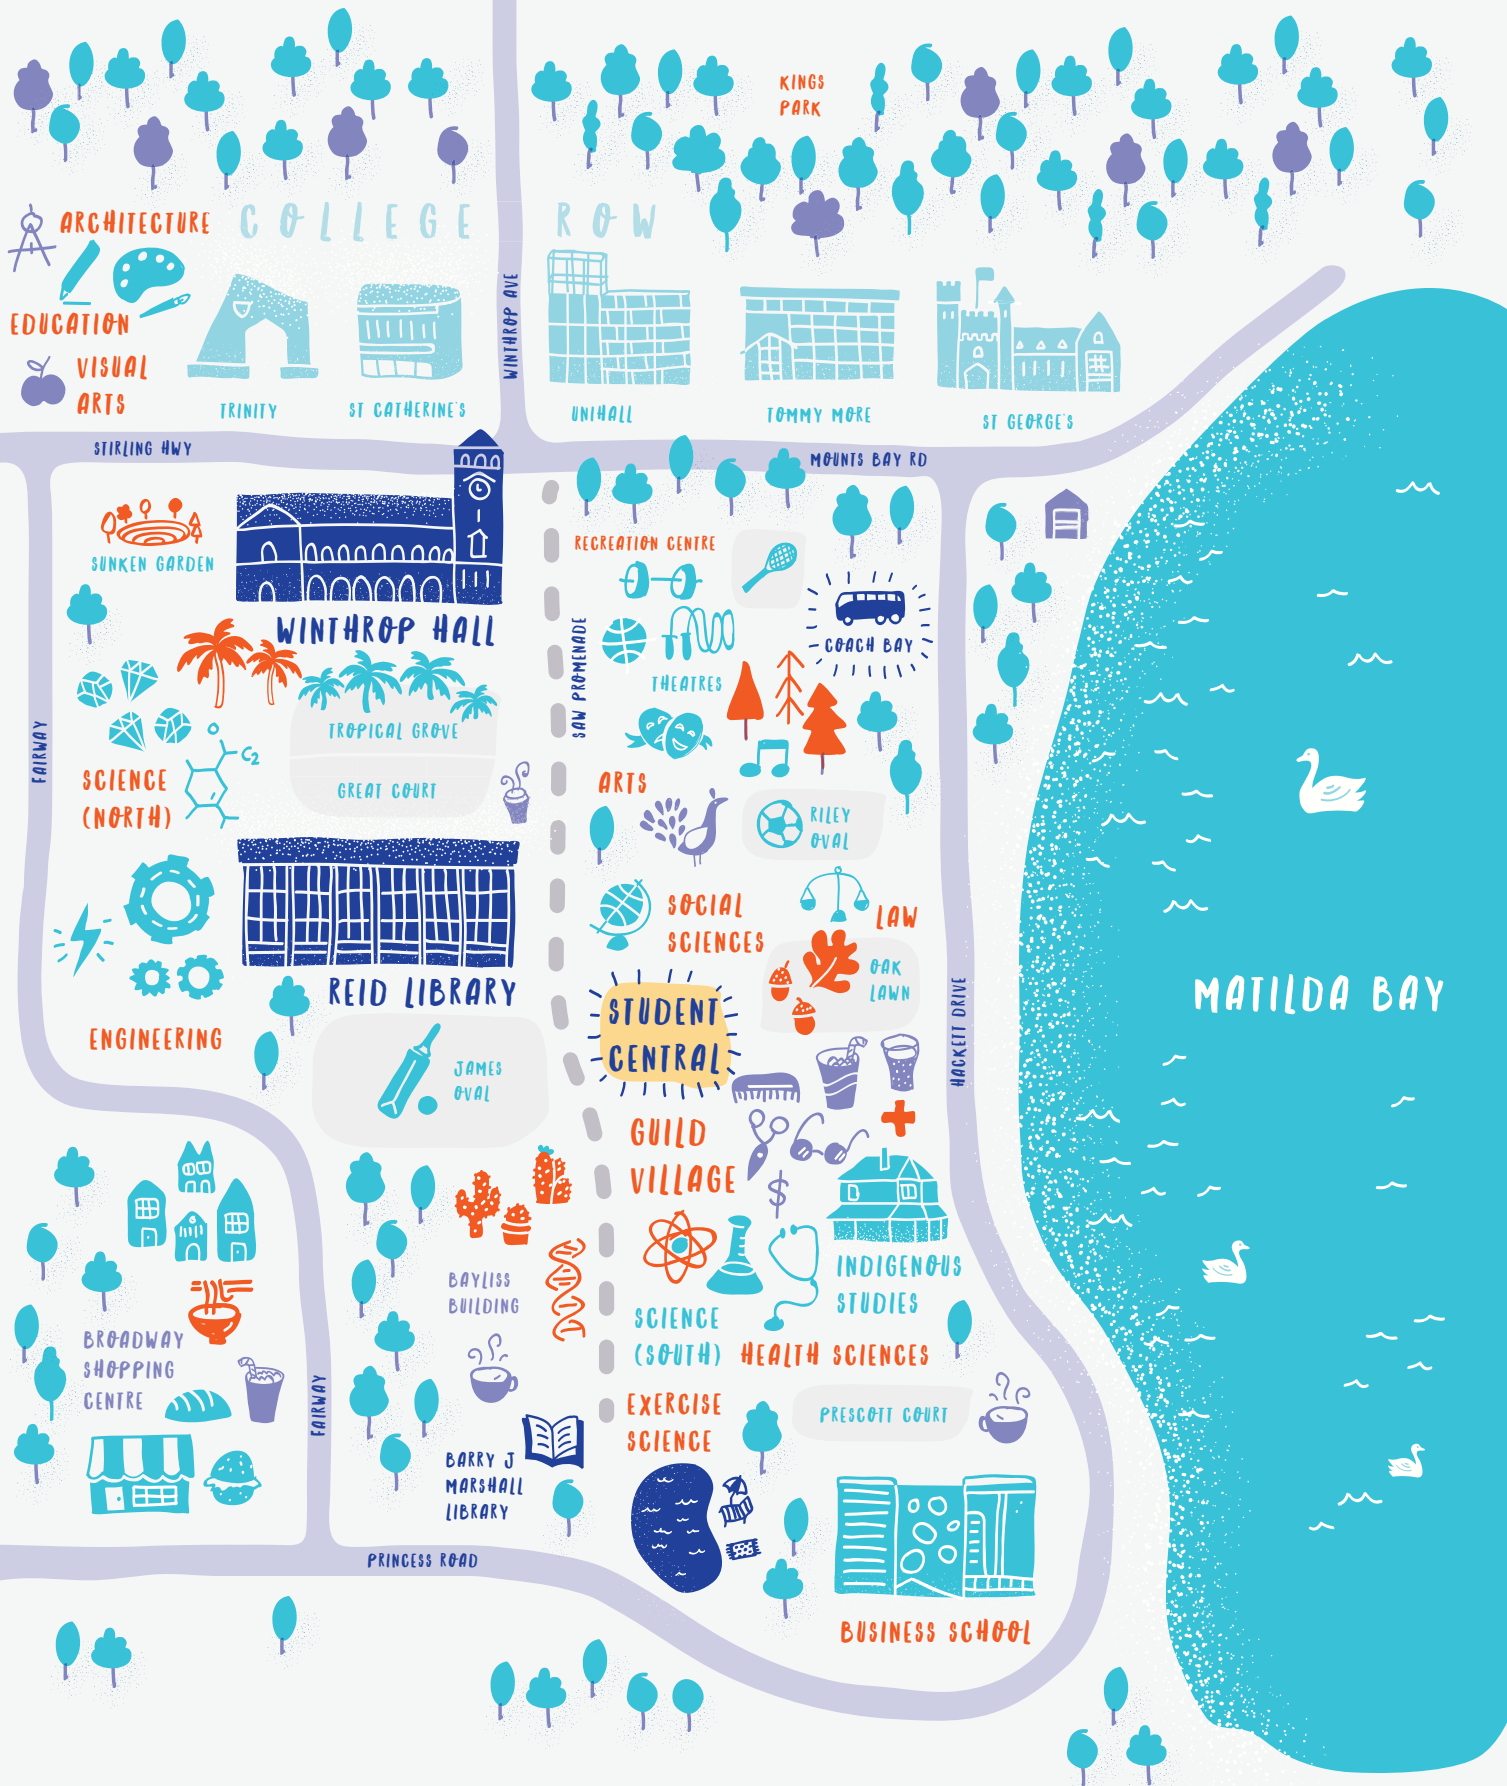 KINGS
PARK
ARCHITECTURE
COLLEGE ROW
EDUCATION
VISUAL
ARTS
WINTHROP AVE
TRINITY
ST CATHERINE'S
UNIHALL
TOMMY MORE
ST GEORGE'S
STIRLING HWY
MOUNTS BAY RD
SUNKEN GARDEN
WINTHROP HALL
RECREATION CENTRE
COACH BAY
SAW PROMENADE
THEATRES
TROPICAL GROVE
GREAT COURT
FAIRWAY
C2
SCIENCE
(NORTH)
ARTS
RILEY
OVAL
SOCIAL
SCIENCES
LAW
OAK
LAWN
REID LIBRARY
MATILDA BAY
STUDENT
CENTRAL
HACKETT DRIVE
ENGINEERING
JAMES
OVAL
GUILD
VILLAGE
$
BAYLISS
BUILDING
INDIGENOUS
STUDIES
SCIENCE
(SOUTH)
HEALTH SCIENCES
BROADWAY
SHOPPING
CENTRE
FAIRWAY
EXERCISE
SCIENCE
PRESCOTT COURT
BARRY J
MARSHALL
LIBRARY
PRINCESS ROAD
BUSINESS SCHOOL